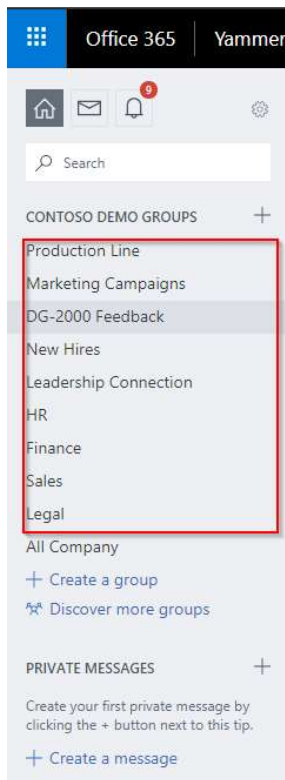 Office 365 Yammer
9
Search
CONTOSO DEMO GROUPS
Production Line
Marketing Campaigns
DG-2000 Feedback
New Hires
Leadership Connection
HR
Finance
Sales
Legal
All Company
+ Create a group
Discover more groups
PRIVATE MESSAGES
Create your first private message by
clicking the + button next to this tip.
+ Create a message